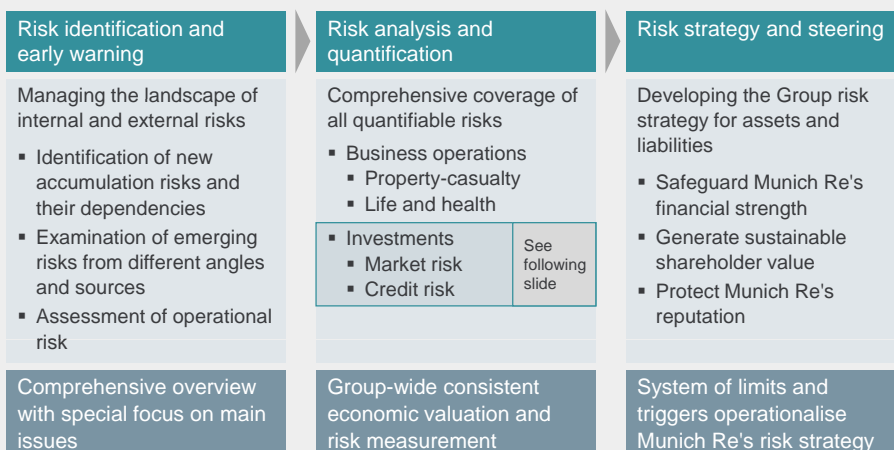 Risk identification and
early warning
Managing the landscape of
internal and external risks
▪ Identification of new
accumulation risks and
their dependencies
▪ Examination of emerging
risks from different angles
and sources
▪ Assessment of operational
risk
Comprehensive overview
with special focus on main
issues
Risk analysis and
quantification
Comprehensive coverage of
all quantifiable risks
▪ Business operations
▪ Property-casualty
▪ Life and health
▪ Investments
▪ Market risk
▪ Credit risk
See
following
slide
Group-wide consistent
economic valuation and
risk measurement
Risk strategy and steering
Developing the Group risk
strategy for assets and
liabilities
▪ Safeguard Munich Re's
financial strength
▪ Generate sustainable
shareholder value
▪ Protect Munich Re's
reputation
System of limits and
triggers operationalise
Munich Re's risk strategy